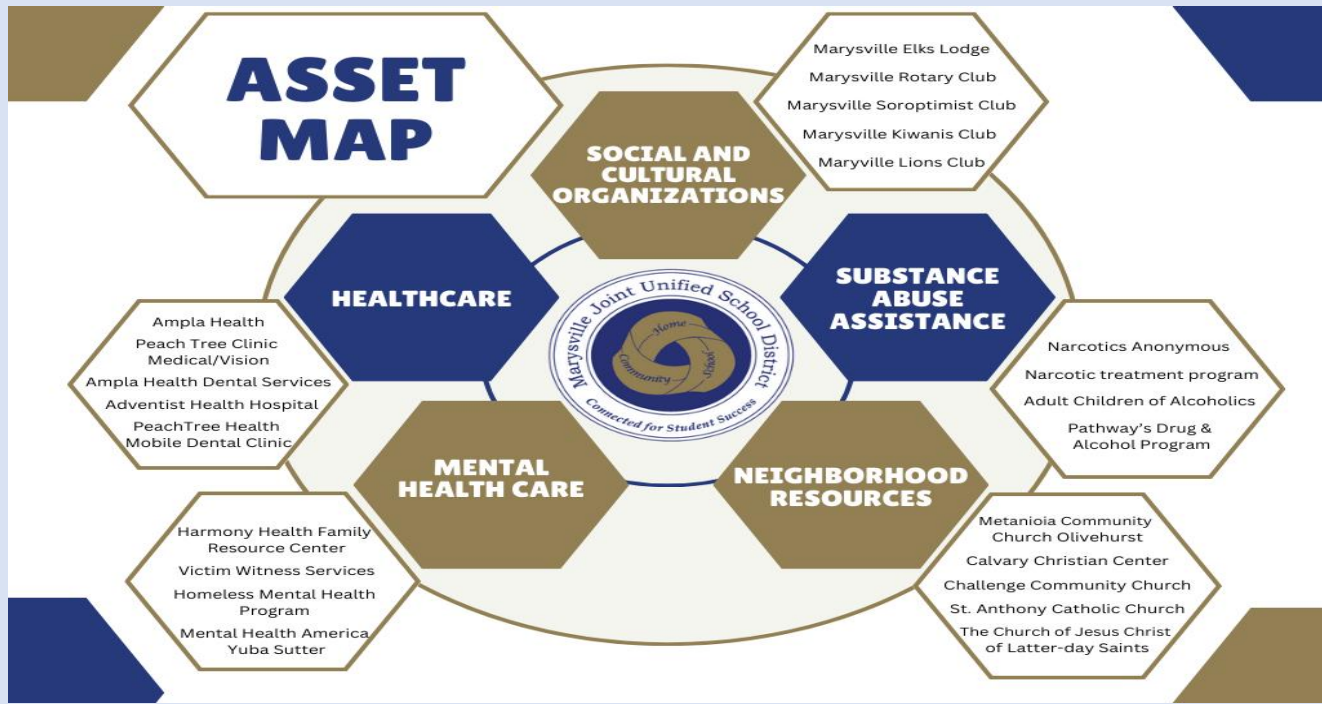 ASSET
MAP
SOCIAL AND
CULTURAL
ORGANIZATIONS
Marysville Elks Lodge
Marysville Rotary Club
Marysville Soroptimist Club
Marysville Kiwanis Club
Maryville Lions Club
HEALTHCARE
Ampla Health
Peach Tree Clinic
Medical/Vision
Ampla Health Dental Services
Adventist Health Hospital
PeachTree Health
Mobile Dental Clinic
SUBSTANCE
ABUSE
ASSISTANCE
Narcotics Anonymous
Narcotic treatment program
Adult Children of Alcoholics
Pathway's Drug &
Alcohol Program
Marysville Joint Unified School District
Home
Community
School
Connected for Student Success
MENTAL
HEALTH CARE
Harmony Health Family
Resource Center
Victim Witness Services
Homeless Mental Health
Program
Mental Health America
Yuba Sutter
NEIGHBORHOOD
RESOURCES
Metanioia Community
Church Olivehurst
Calvary Christian Center
Challenge Community Church
St. Anthony Catholic Church
The Church of Jesus Christ
of Latter-day Saints